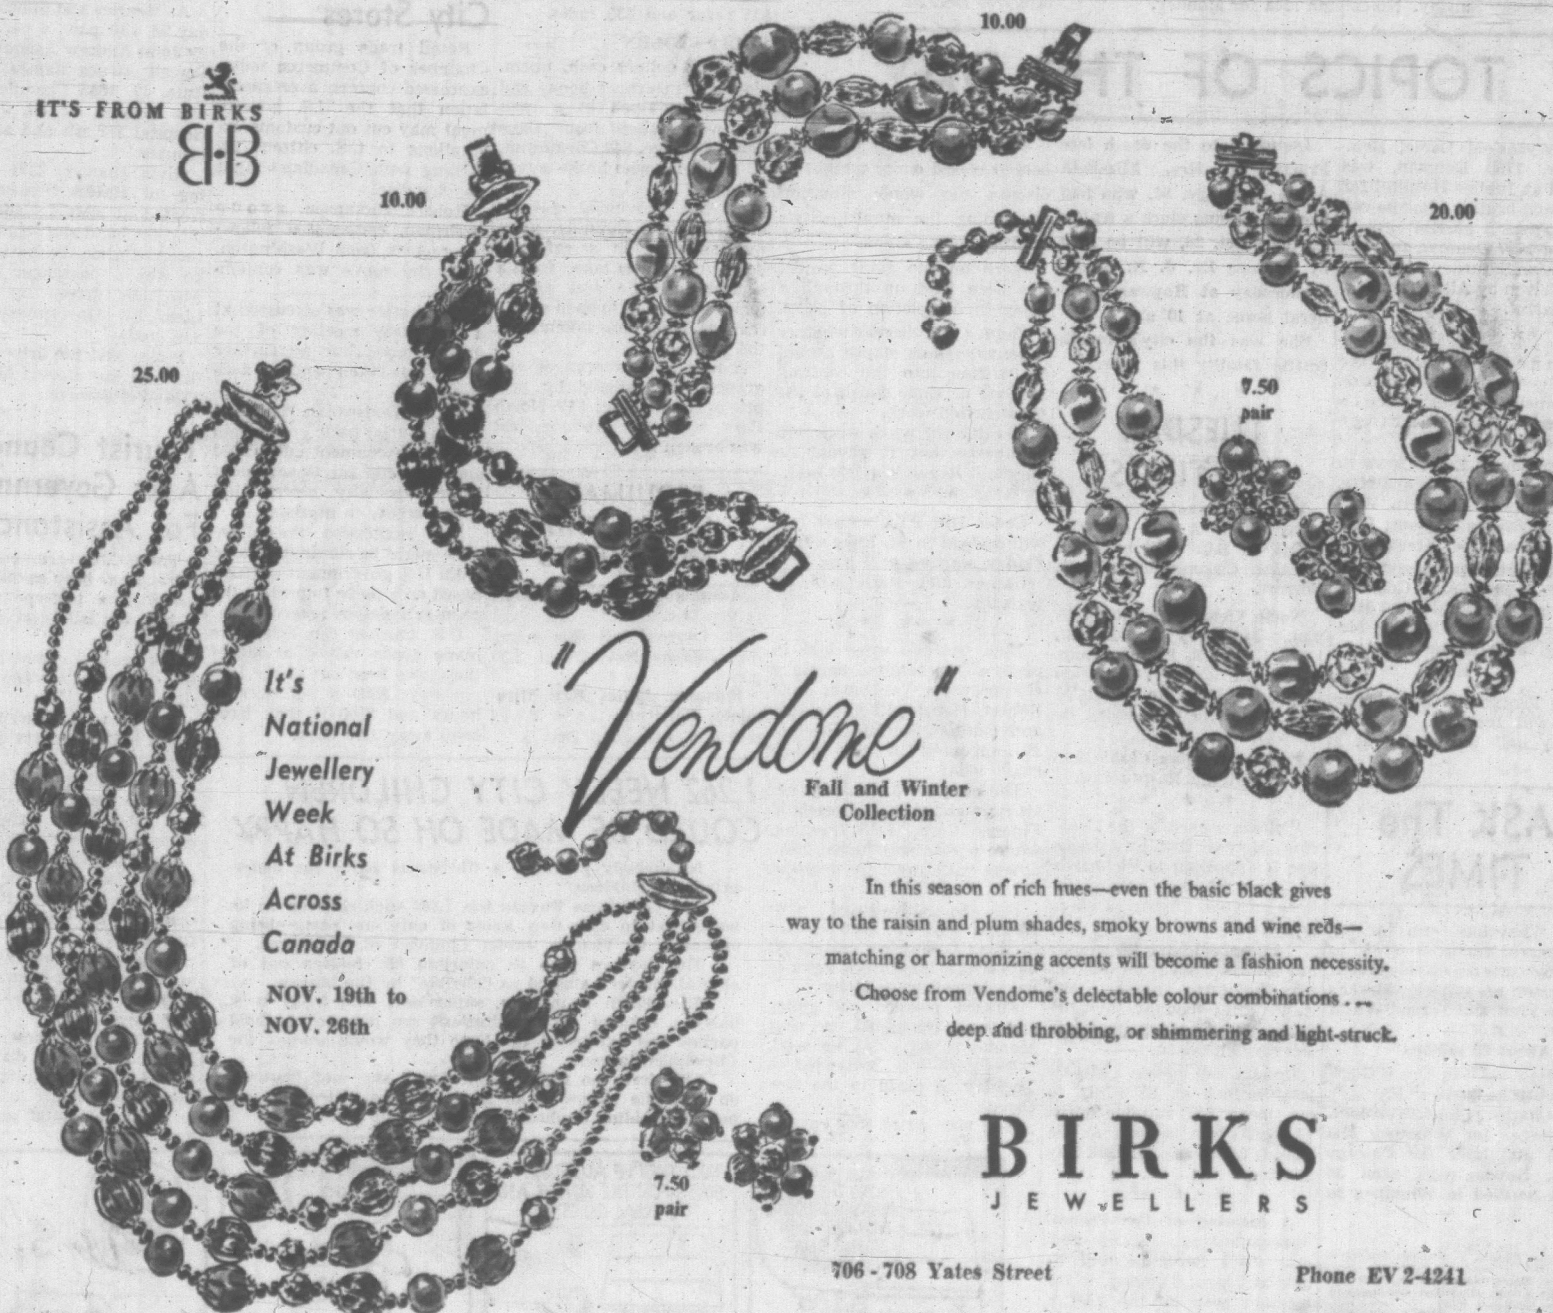 IT'S FROM BIRKS
B·B
10.00
10.00
20.00
25.00
7.50
pair
It's
National
Jewellery
Week
At Birks
Across
Canada
NOV. 19th to
NOV. 26th
"Vendome"
Fall and Winter
Collection
In this season of rich hues—even the basic black gives
way to the raisin and plum shades, smoky browns and wine reds—
matching or harmonizing accents will become a fashion necessity.
Choose from Vendome's delectable colour combinations . . .
deep and throbbing, or shimmering and light-struck.
7.50
pair
BIRKS
JEWELLERS
706 - 708 Yates Street
Phone EV 2-4241